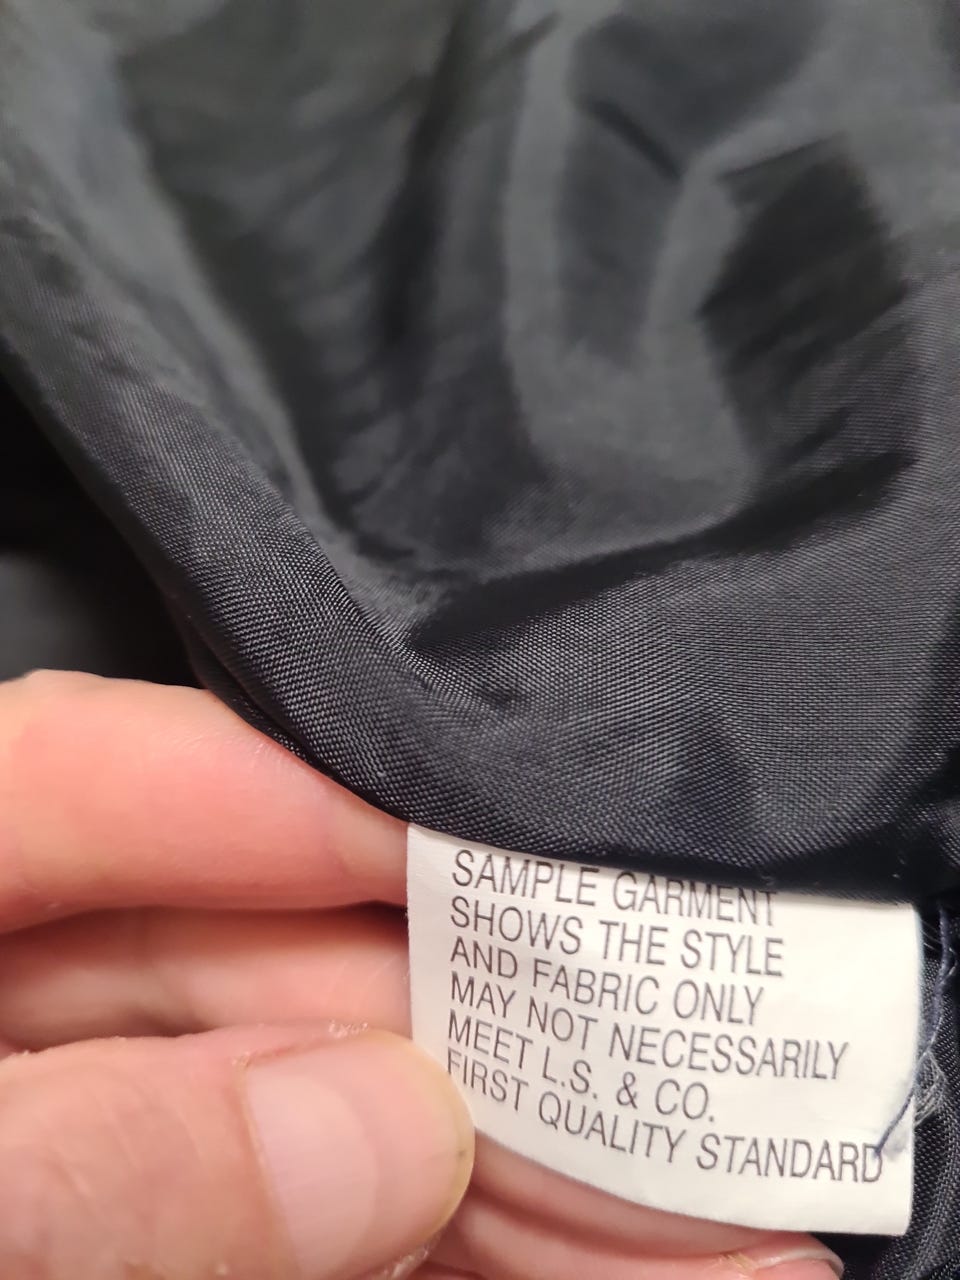 SAMPLE GARMENT
SHOWS THE STYLE
AND FABRIC ONLY
MAY NOT NECESSARILY
MEET L.S. & CO.
FIRST QUALITY STANDARD